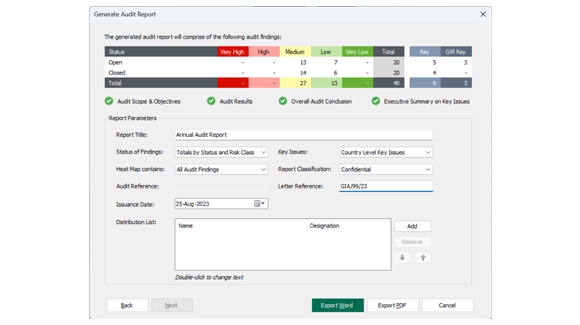 Generate Audit Report
The generated audit report will comprise of the following audit findings:
Status Very High High Medium Low Very Low Total Key GM Key
Open - - 13 7 - 20 5 3
Closed - - 14 6 - 20 4 -
Total - - 27 13 - 40 9 3
Audit Scope & Objectives Audit Results Overall Audit Conclusion Executive Summary on Key Issues
Report Parameters
Report Title: Annual Audit Report
Status of Findings: Totals by Status and Risk Class Key Issues: Country Level Key Issues
Heat Map contains: All Audit Findings Report Classification: Confidential
Audit Reference: Letter Reference: GIA/99/23
Issuance Date: 25-Aug-2023
Distribution List: Name Designation Add
Remove
Double-click to change text
Back Next Export Word Export PDF Cancel